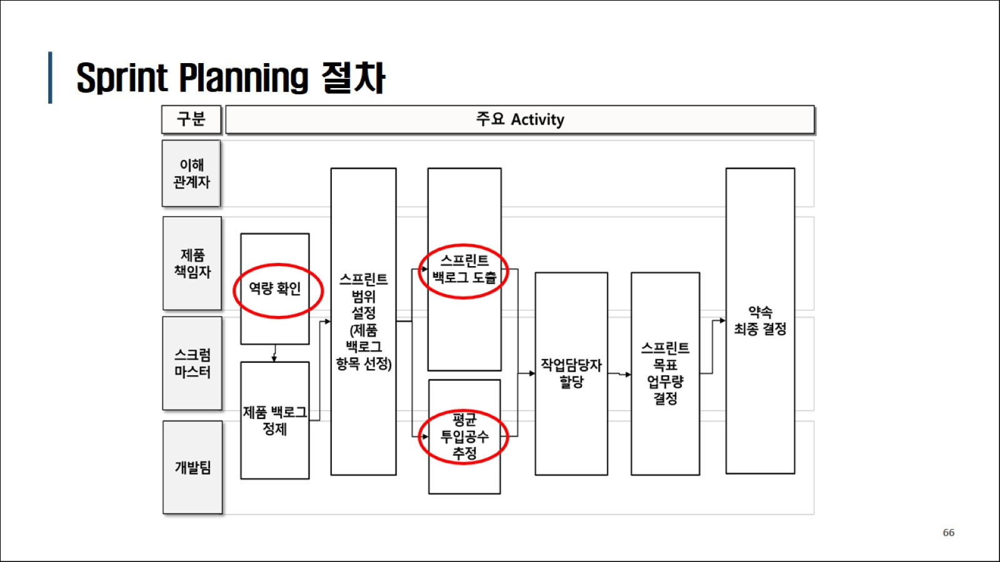 Sprint Planning 절차
구분
주요 Activity
이해
관계자
제품
책임자
스크럼
마스터
개발팀
역량 확인
제품 백로그
정제
스프린트
범위
설정
(제품
백로그
항목 선정)
스프린트
백로그 도출
평균
투입공수
추정
작업담당자
할당
스프린트
목표
업무량
결정
약속
최종 결정
66